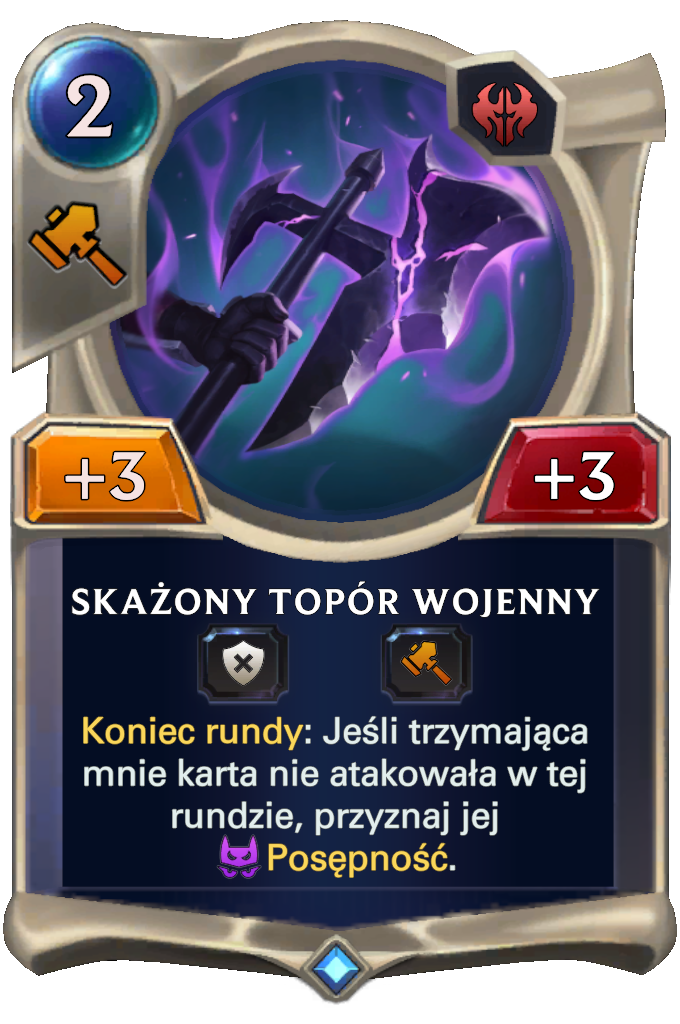 2
+3
+3
SKAŻONY TOPÓR WOJENNY
Koniec rundy: Jeśli trzymająca
mnie karta nie atakowała w tej
rundzie, przyznaj jej
Posępność.